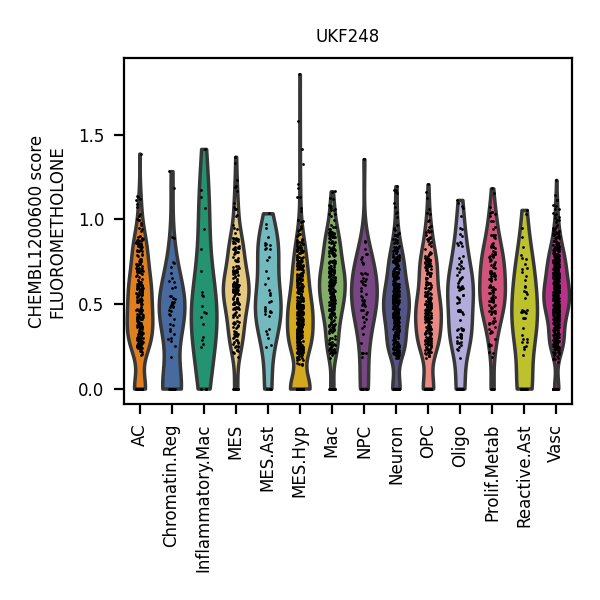 UKF248
CHEMBL1200600 score
FLUOROMETHOLONE
1.5
1.0
0.5
0.0
AC
Chromatin.Reg
Inflammatory.Mac
MES
MES.Ast
MES.Hyp
Mac
NPC
Neuron
OPC
Oligo
Prolif.Metab
Reactive.Ast
Vasc